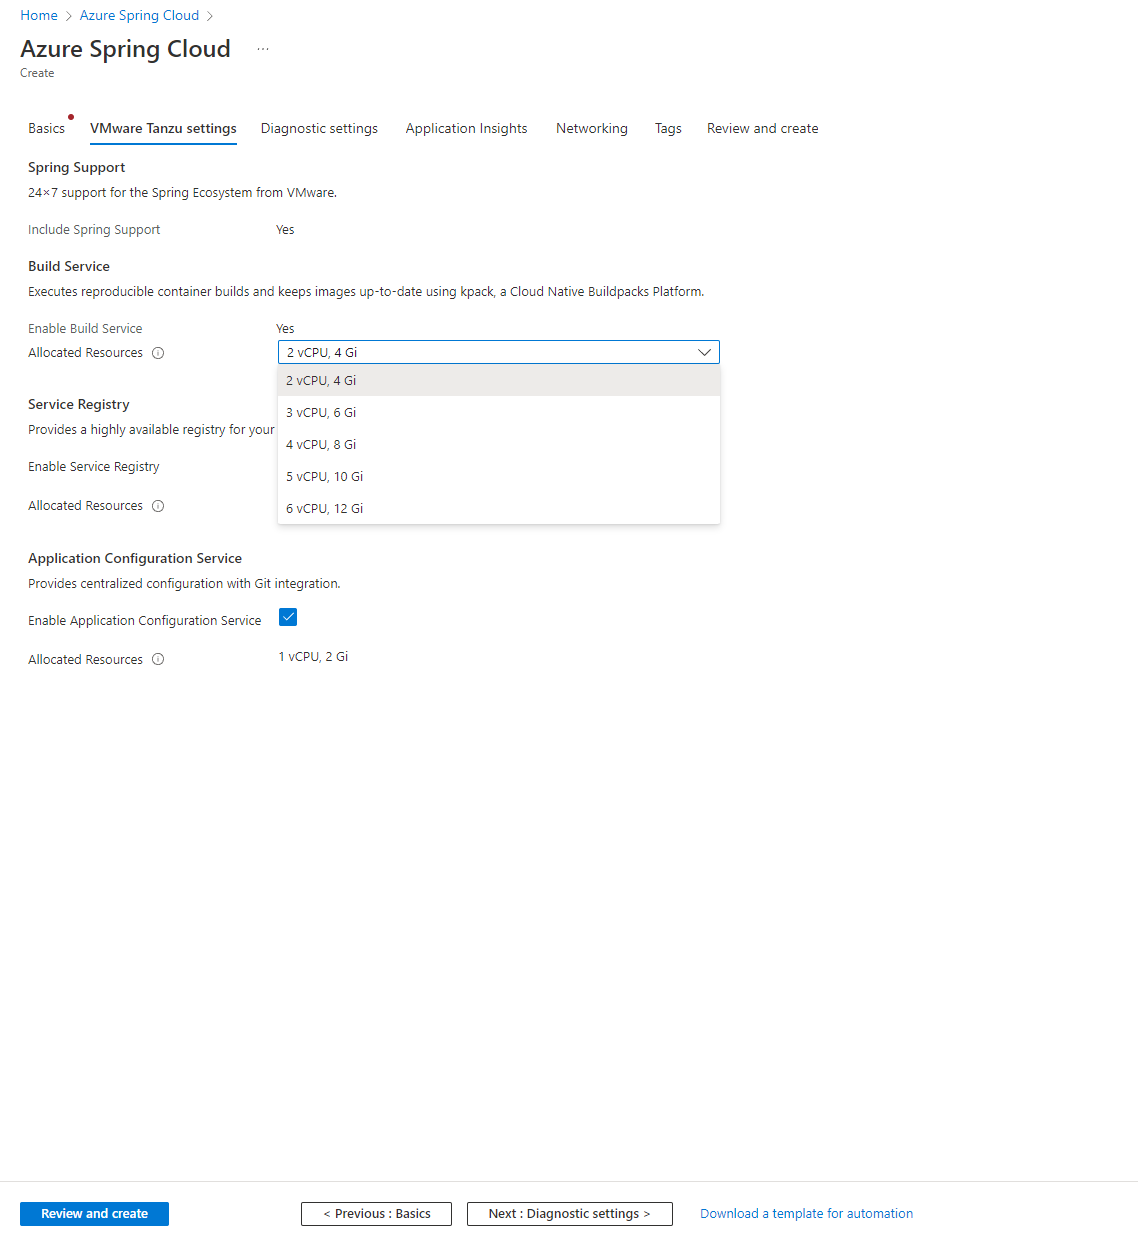 Home > Azure Spring Cloud >
Azure Spring Cloud ...
Create
Basics VMware Tanzu settings Diagnostic settings Application Insights Networking Tags Review and create
Spring Support
24×7 support for the Spring Ecosystem from VMware.
Include Spring Support Yes
Build Service
Executes reproducible container builds and keeps images up-to-date using kpack, a Cloud Native Buildpacks Platform.
Enable Build Service Yes
Allocated Resources 2 vCPU, 4 Gi
2 vCPU, 4 Gi
3 vCPU, 6 Gi
4 vCPU, 8 Gi
5 vCPU, 10 Gi
6 vCPU, 12 Gi
Service Registry
Provides a highly available registry for your
Enable Service Registry
Allocated Resources
Application Configuration Service
Provides centralized configuration with Git integration.
Enable Application Configuration Service
Allocated Resources 1 vCPU, 2 Gi
Review and create < Previous : Basics Next : Diagnostic settings > Download a template for automation